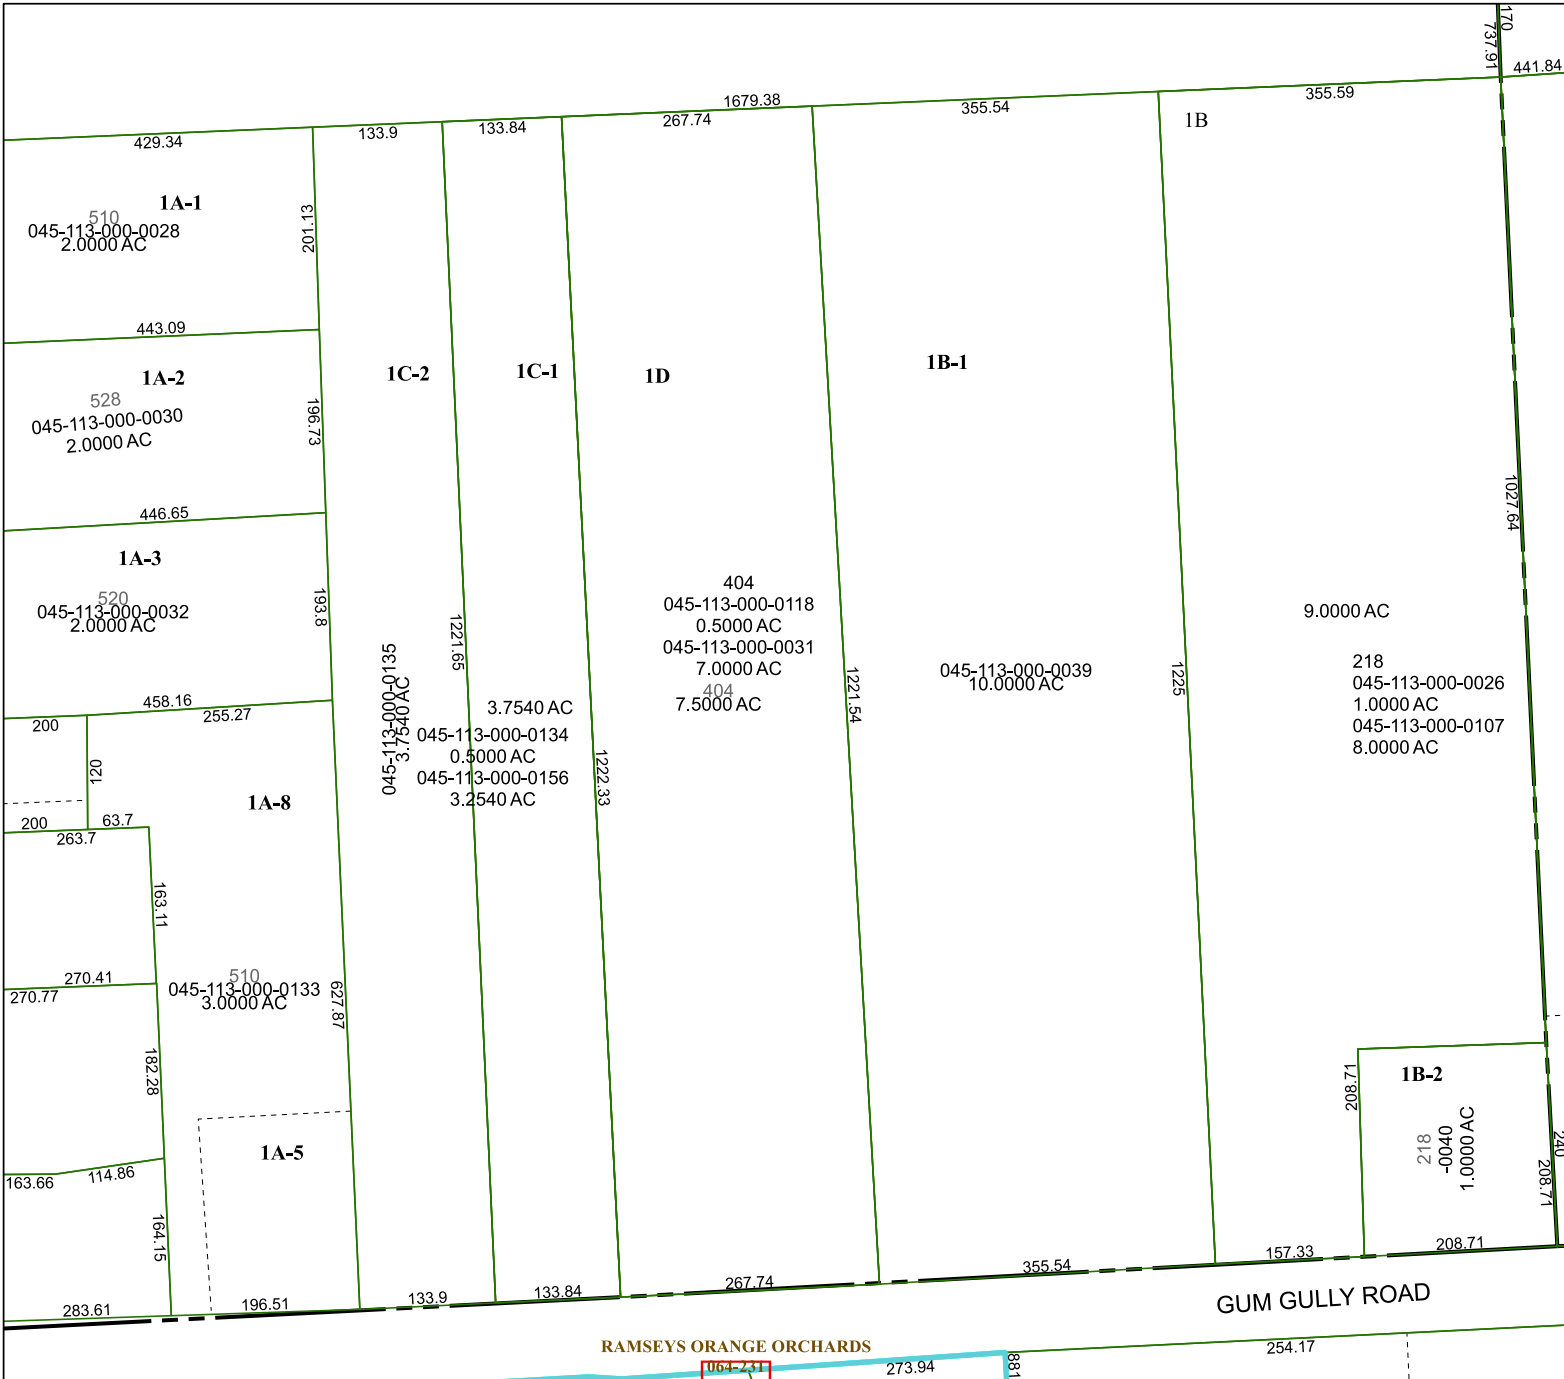 170
737.91
441.84
1679.38
355.54
355.59
429.34
133.9
133.84
267.74
1B
1A-1
510
045-113-000-0028
2.0000 AC
201.13
443.09
1A-2
528
045-113-000-0030
2.0000 AC
196.73
1C-2
1C-1
1D
1B-1
446.65
1A-3
520
045-113-000-0032
2.0000 AC
193.8
1027.64
404
045-113-000-0118
0.5000 AC
045-113-000-0031
7.0000 AC
404
7.5000 AC
9.0000 AC
218
045-113-000-0026
1.0000 AC
045-113-000-0107
8.0000 AC
045-113-000-0039
10.0000 AC
1225
1221.54
1221.65
045-113-000-0135
3.7540 AC
3.7540 AC
045-113-000-0134
0.5000 AC
045-113-000-0156
3.2540 AC
1222.33
458.16
200
255.27
120
200
63.7
263.7
1A-8
163.11
270.41
270.77
510
045-113-000-0133
3.0000 AC
627.87
182.28
1A-5
163.66
114.86
164.15
1B-2
208.71
218
-0040
1.0000 AC
240
208.71
283.61
196.51
133.9
133.84
267.74
355.54
157.33
208.71
GUM GULLY ROAD
RAMSEYS ORANGE ORCHARDS
064-231
273.94
881
254.17